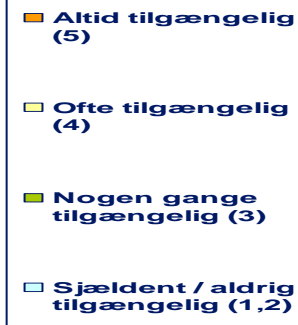 Altid tilgængelig
(5)
Ofte tilgængelig
(4)
Nogen gange
tilgængelig (3)
Sjældent / aldrig
tilgængelig (1,2)